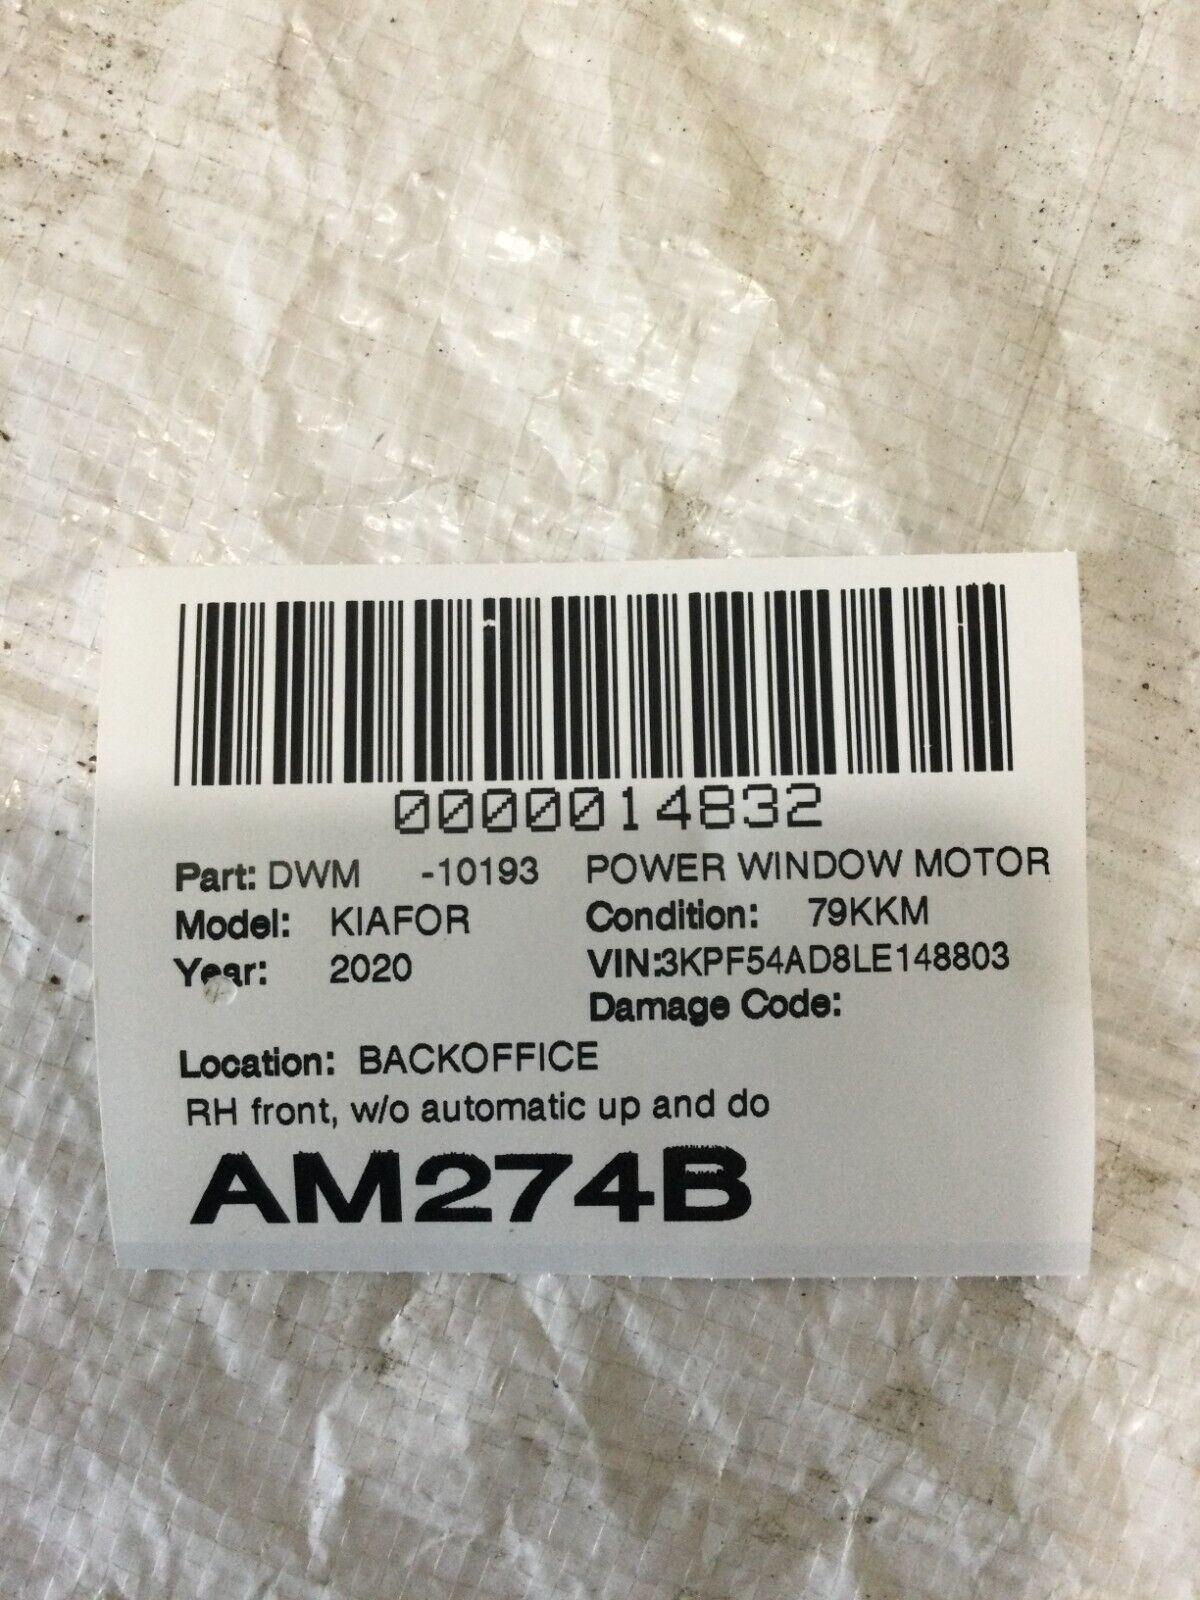 0000014832
Part: DWM -10193 POWER WINDOW MOTOR
Model: KIAFOR Condition: 79KKM
Year: 2020 VIN:3KPF54AD8LE148803
Damage Code:
Location: BACKOFFICE
RH front, w/o automatic up and do
AM274B